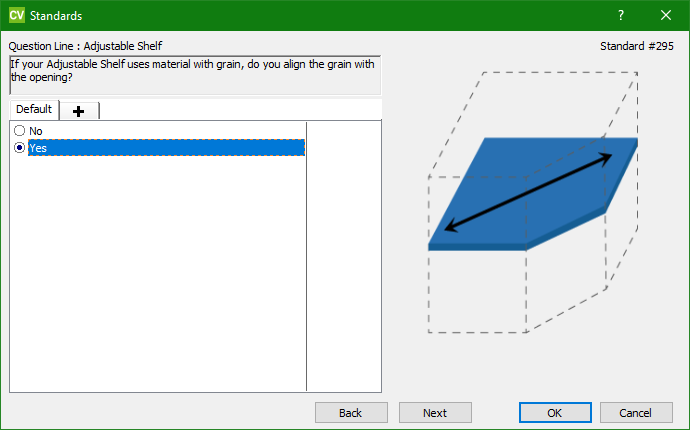 CV Standards ? ×
Question Line : Adjustable Shelf Standard #295
If your Adjustable Shelf uses material with grain, do you align the grain with
the opening?
Default +
No
Yes
Back Next OK Cancel